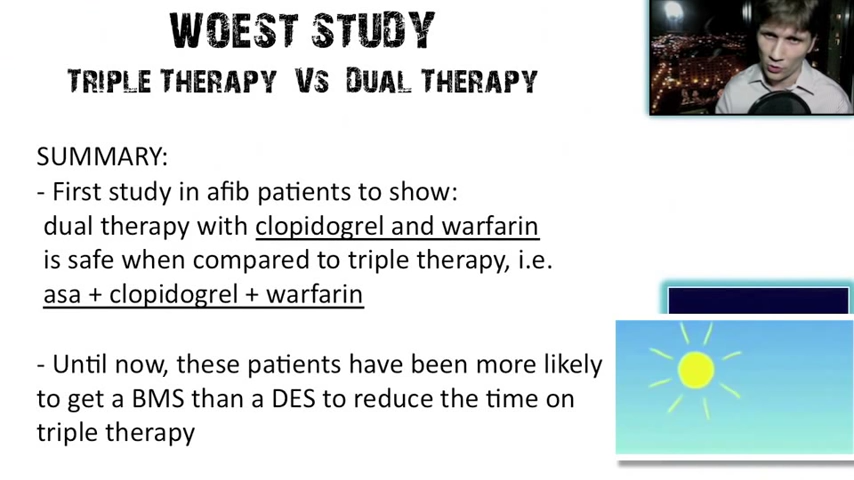 WOEST STUDY
TRIPLE THERAPY Vs DUAL THERAPY
SUMMARY:
- First study in afib patients to show:
dual therapy with clopidogrel and warfarin
is safe when compared to triple therapy, i.e.
asa + clopidogrel + warfarin
- Until now, these patients have been more likely
to get a BMS than a DES to reduce the time on
triple therapy